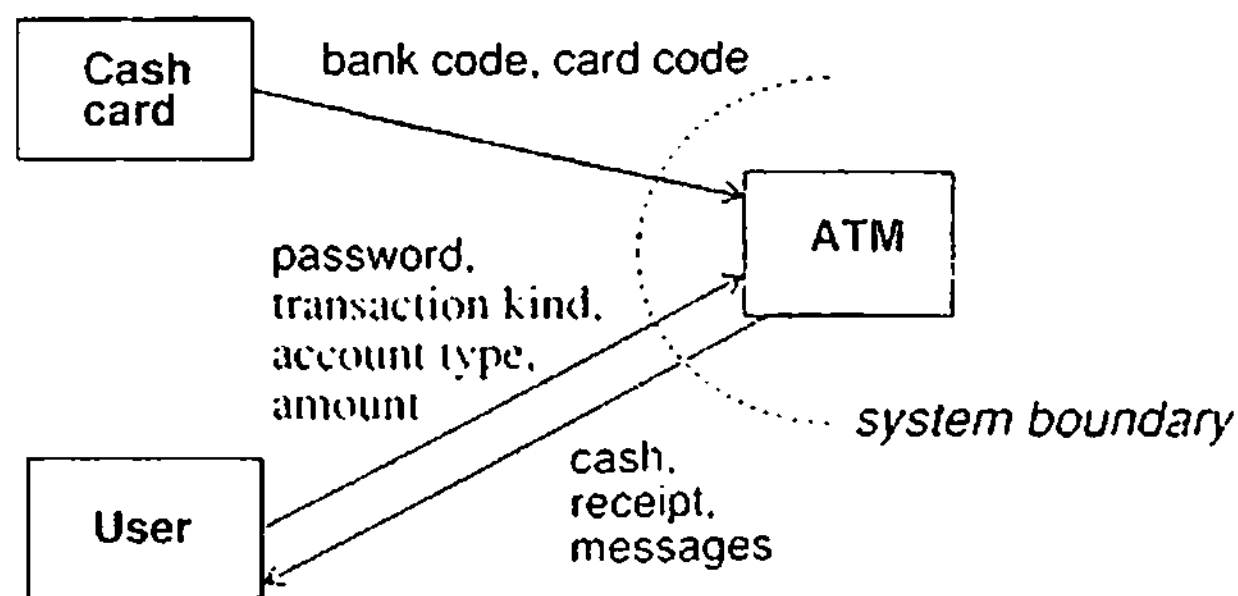 Cash
card
bank code, card code
ATM
password,
transaction kind,
account type,
amount
system boundary
cash,
receipt,
messages
User